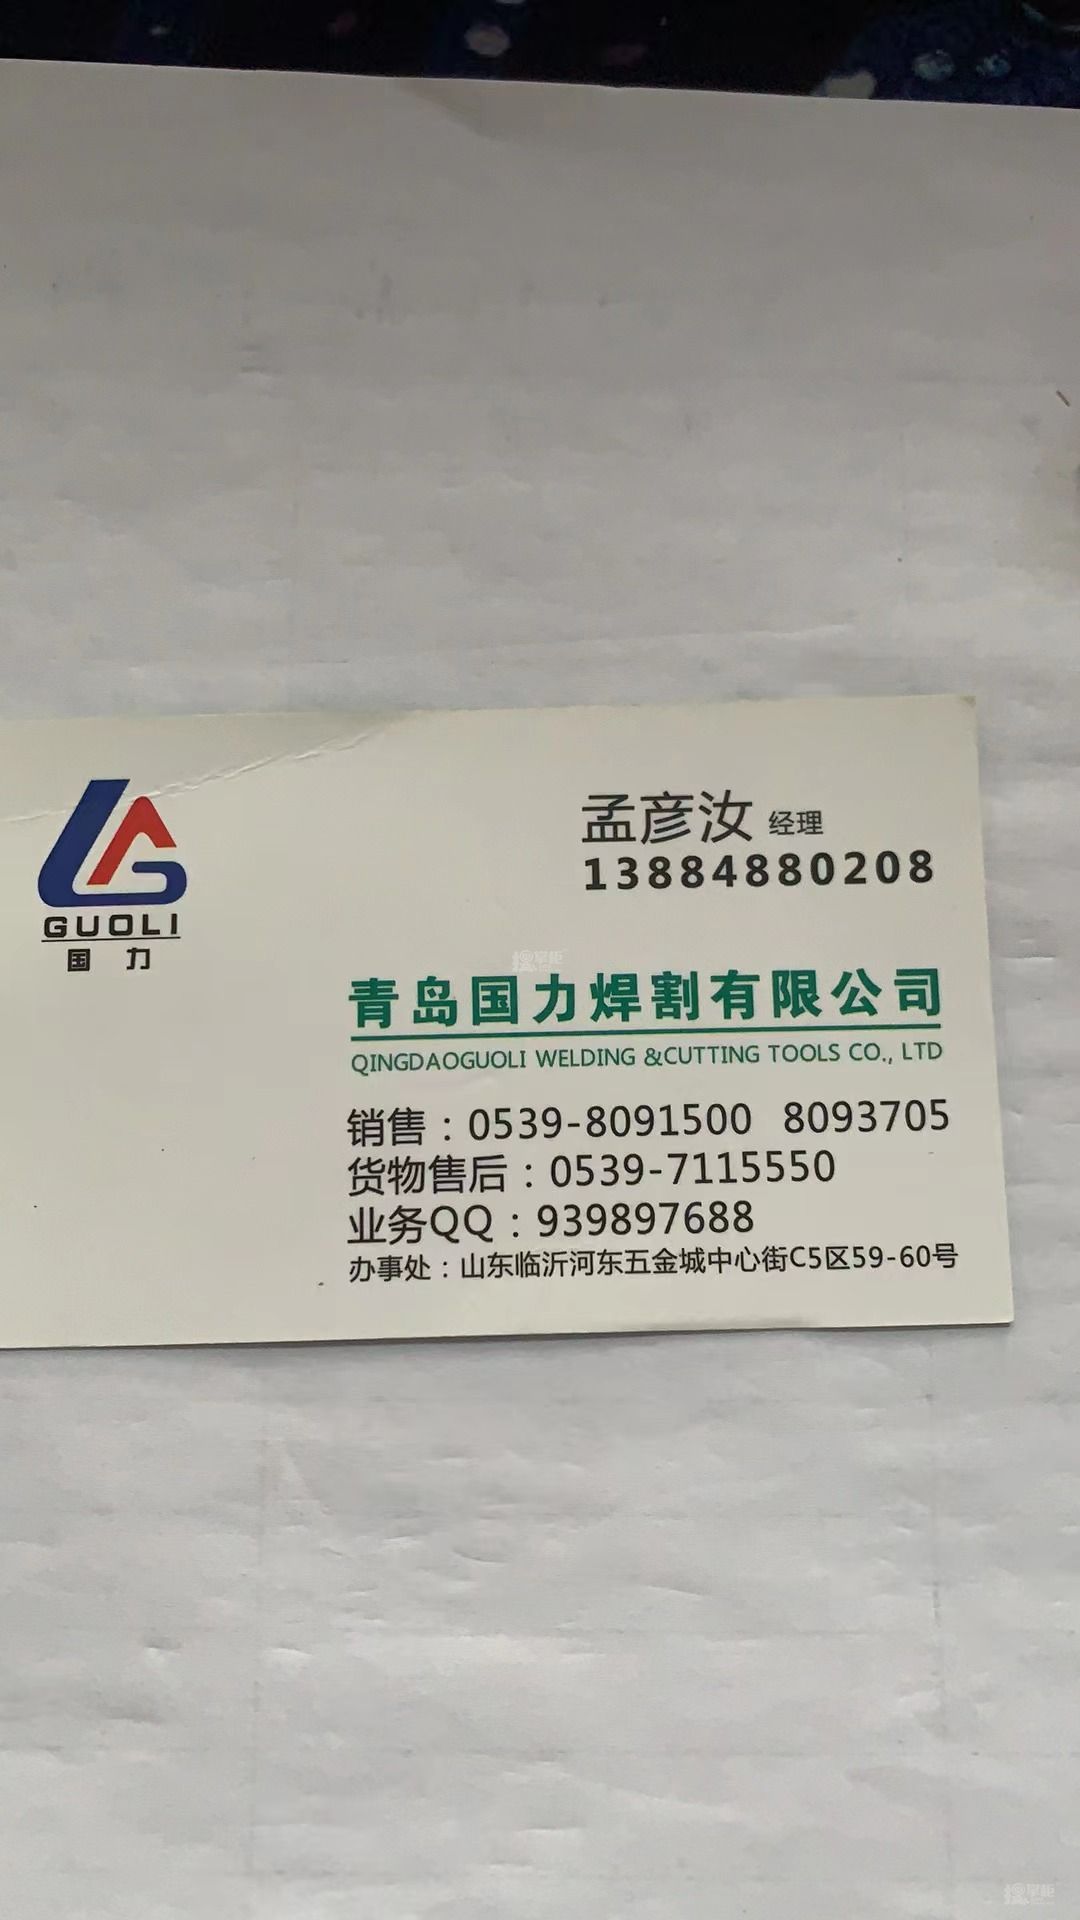 GUOLI
国力
孟彦汝 经理
13884880208
青岛国力焊割有限公司
QINGDAOGUOLI WELDING &CUTTING TOOLS CO., LTD
销售：0539-8091500 8093705
货物售后：0539-7115550
业务QQ：939897688
办事处：山东临沂河东五金城中心街C5区59-60号